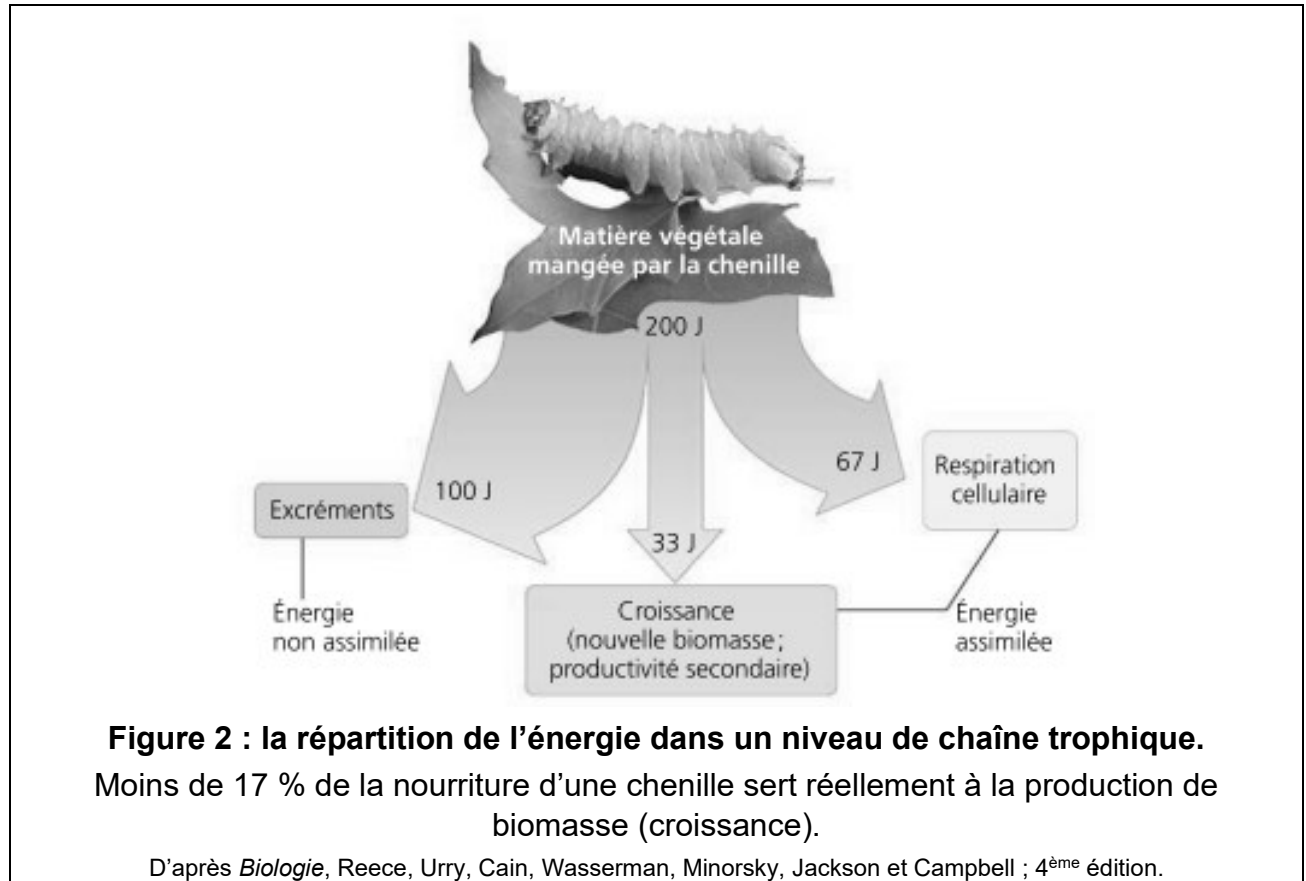 Matière végétale
mangée par la chenille
200 J
100 J
67 J
33 J
Excréments
Respiration
cellulaire
Énergie
non assimilée
Croissance
(nouvelle biomasse ;
productivité secondaire)
Énergie
assimilée
Figure 2 : la répartition de l’énergie dans un niveau de chaîne trophique.
Moins de 17 % de la nourriture d’une chenille sert réellement à la production de
biomasse (croissance).
D’après Biologie, Reece, Urry, Cain, Wasserman, Minorsky, Jackson et Campbell ; 4ème édition.